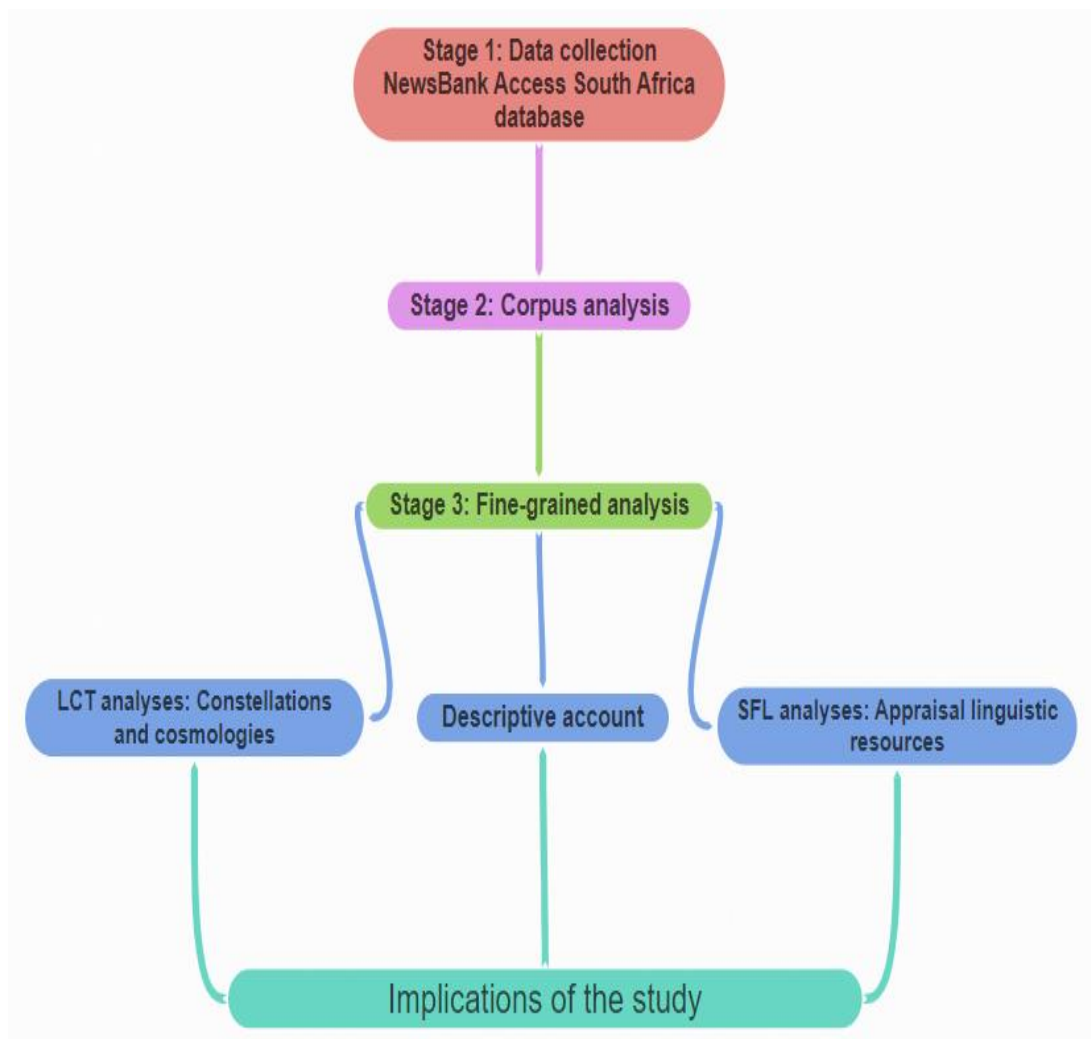 Stage 1: Data collection
NewsBank Access South Africa
database
Stage 2: Corpus analysis
Stage 3: Fine-grained analysis
LCT analyses: Constellations
and cosmologies
Descriptive account
SFL analyses: Appraisal linguistic
resources
Implications of the study